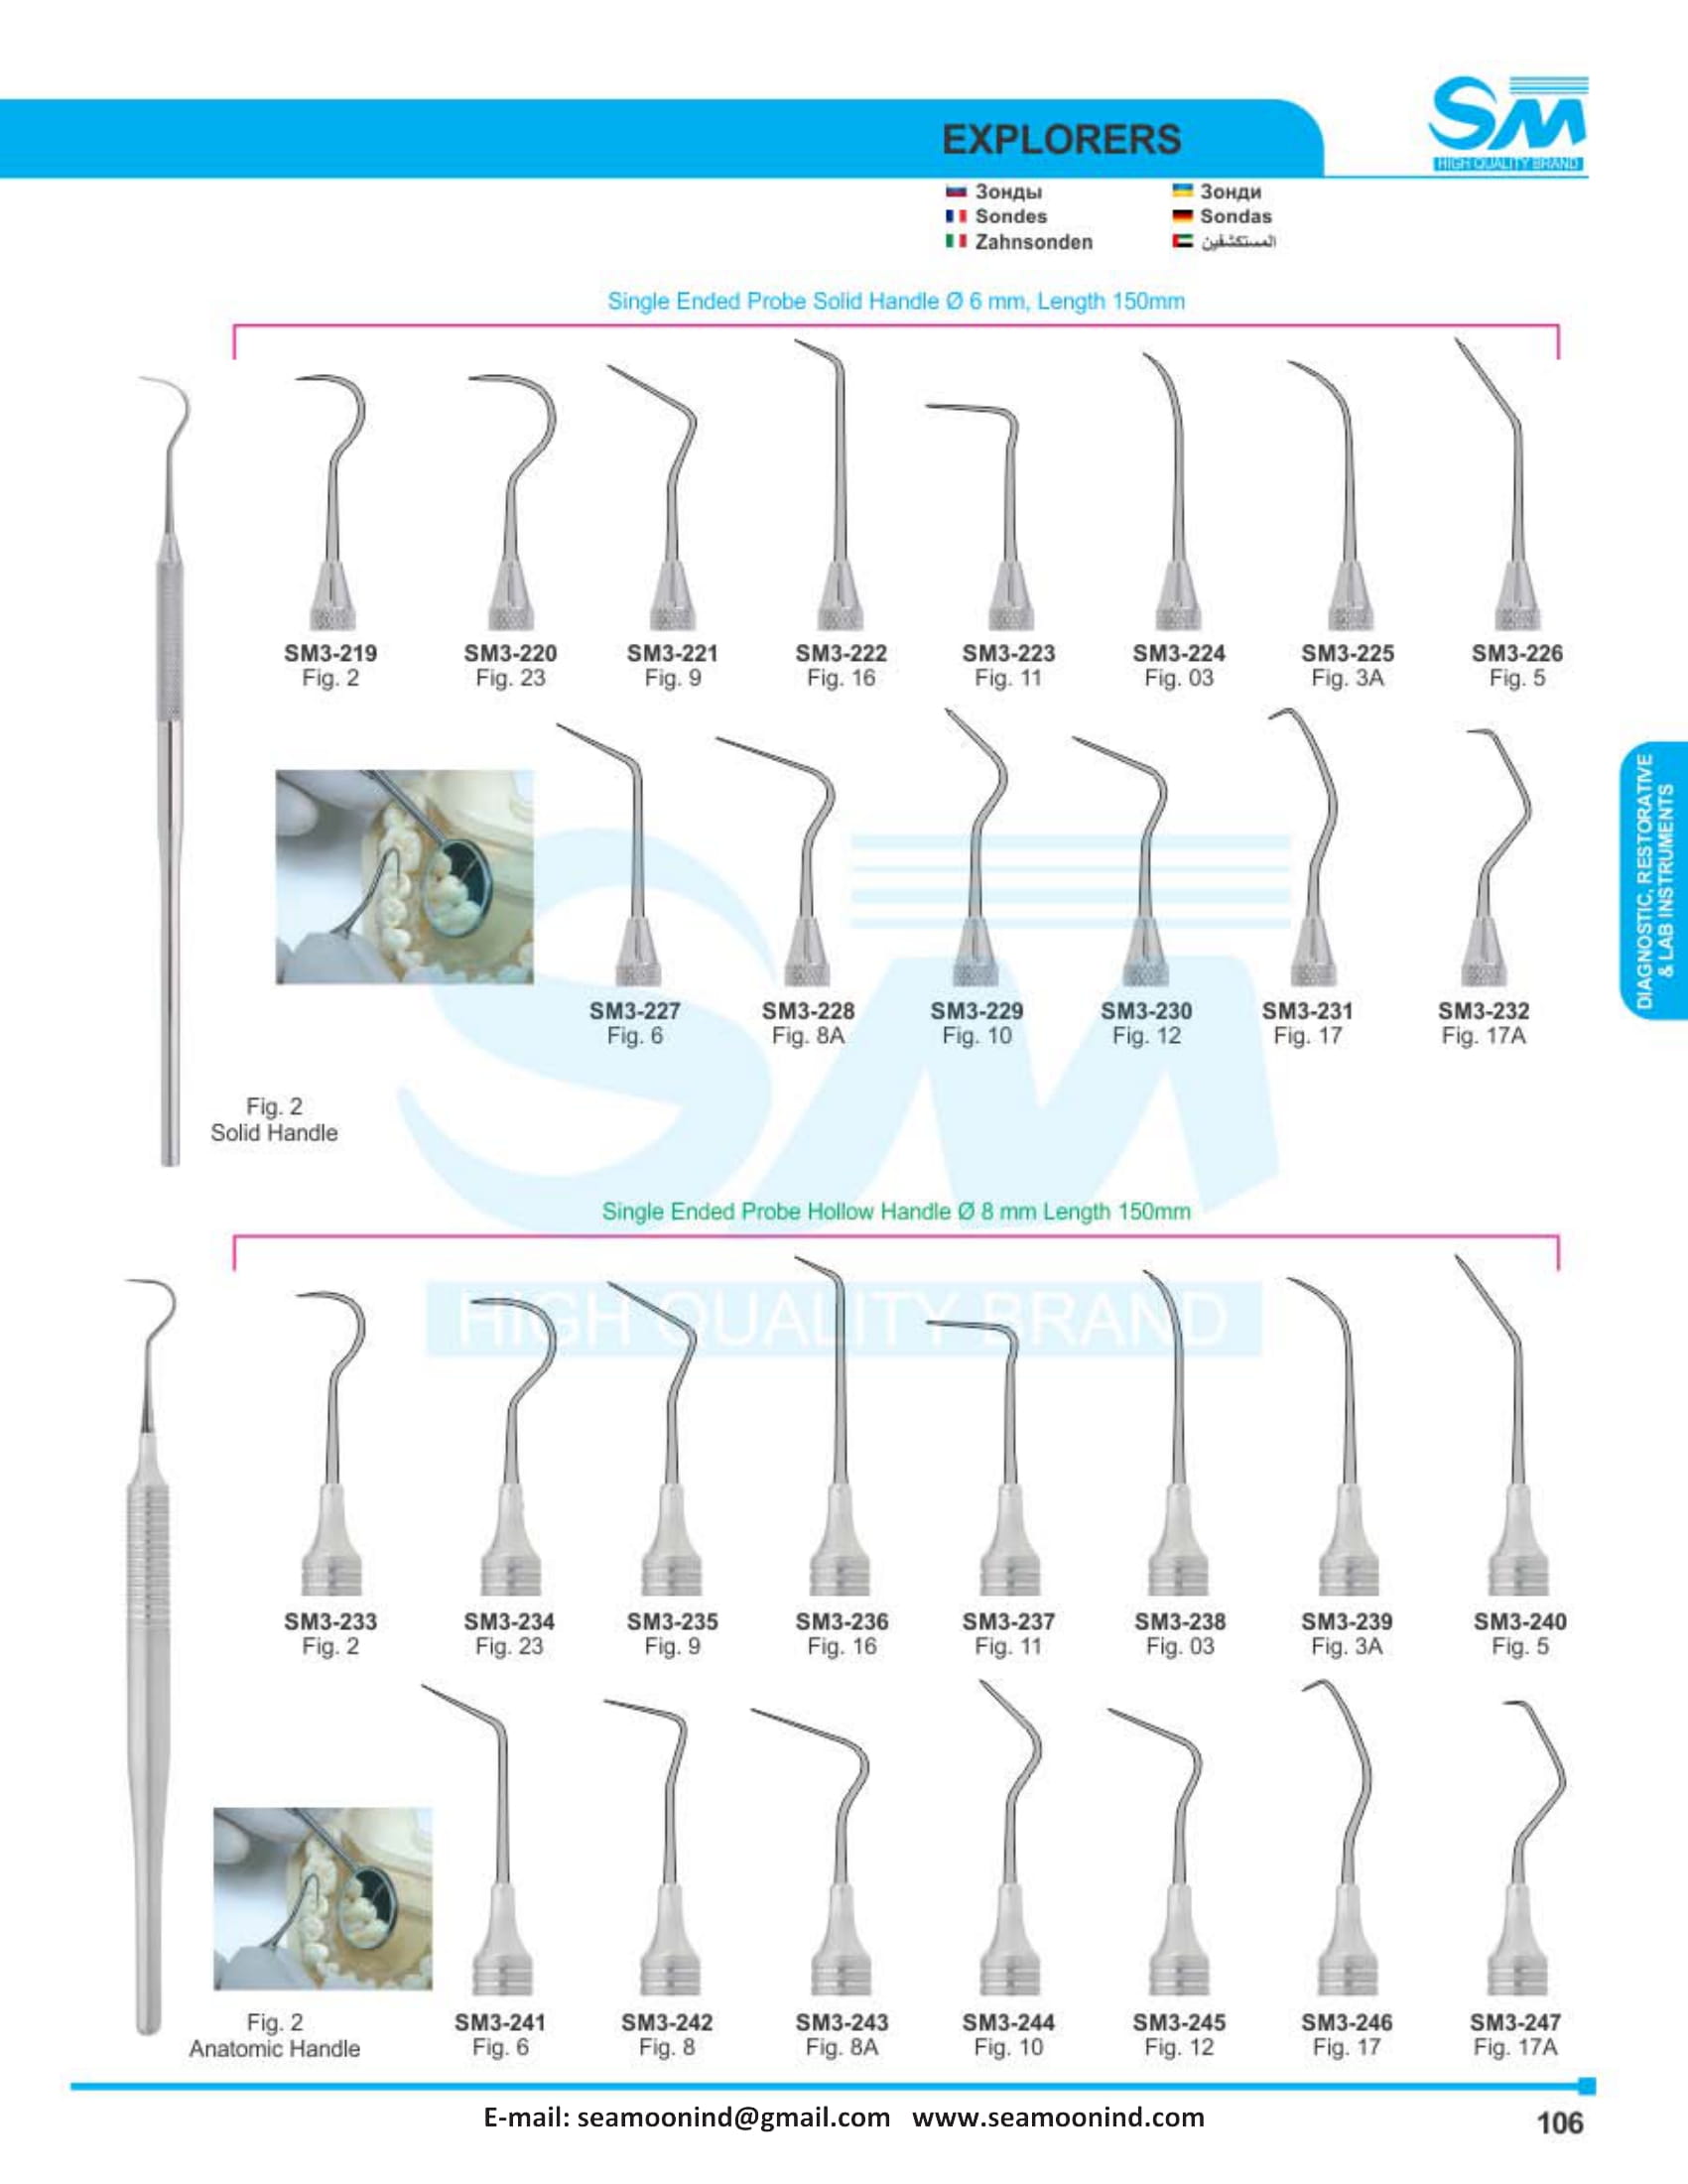 SM
HIGH QUALITY BRAND
EXPLORERS
Зонды
Зонди
Sondes
Sondas
Zahnsonden
المستكشفين
Single Ended Probe Solid Handle Ø 6 mm, Length 150mm
SM3-219 SM3-220 SM3-221 SM3-222 SM3-223 SM3-224 SM3-225 SM3-226
Fig. 2 Fig. 23 Fig. 9 Fig. 16 Fig. 11 Fig. 03 Fig. 3A Fig. 5
SM3-227 SM3-228 SM3-229 SM3-230 SM3-231 SM3-232
Fig. 6 Fig. 8A Fig. 10 Fig. 12 Fig. 17 Fig. 17A
DIAGNOSTIC, RESTORATIVE
& LAB INSTRUMENTS
Fig. 2
Solid Handle
SM
HIGH QUALITY BRAND
Single Ended Probe Hollow Handle Ø 8 mm Length 150mm
SM3-233 SM3-234 SM3-235 SM3-236 SM3-237 SM3-238 SM3-239 SM3-240
Fig. 2 Fig. 23 Fig. 9 Fig. 16 Fig. 11 Fig. 03 Fig. 3A Fig. 5
Fig. 2
Anatomic Handle
SM3-241 SM3-242 SM3-243 SM3-244 SM3-245 SM3-246 SM3-247
Fig. 6 Fig. 8 Fig. 8A Fig. 10 Fig. 12 Fig. 17 Fig. 17A
E-mail: seamoonind@gmail.com www.seamoonind.com
106